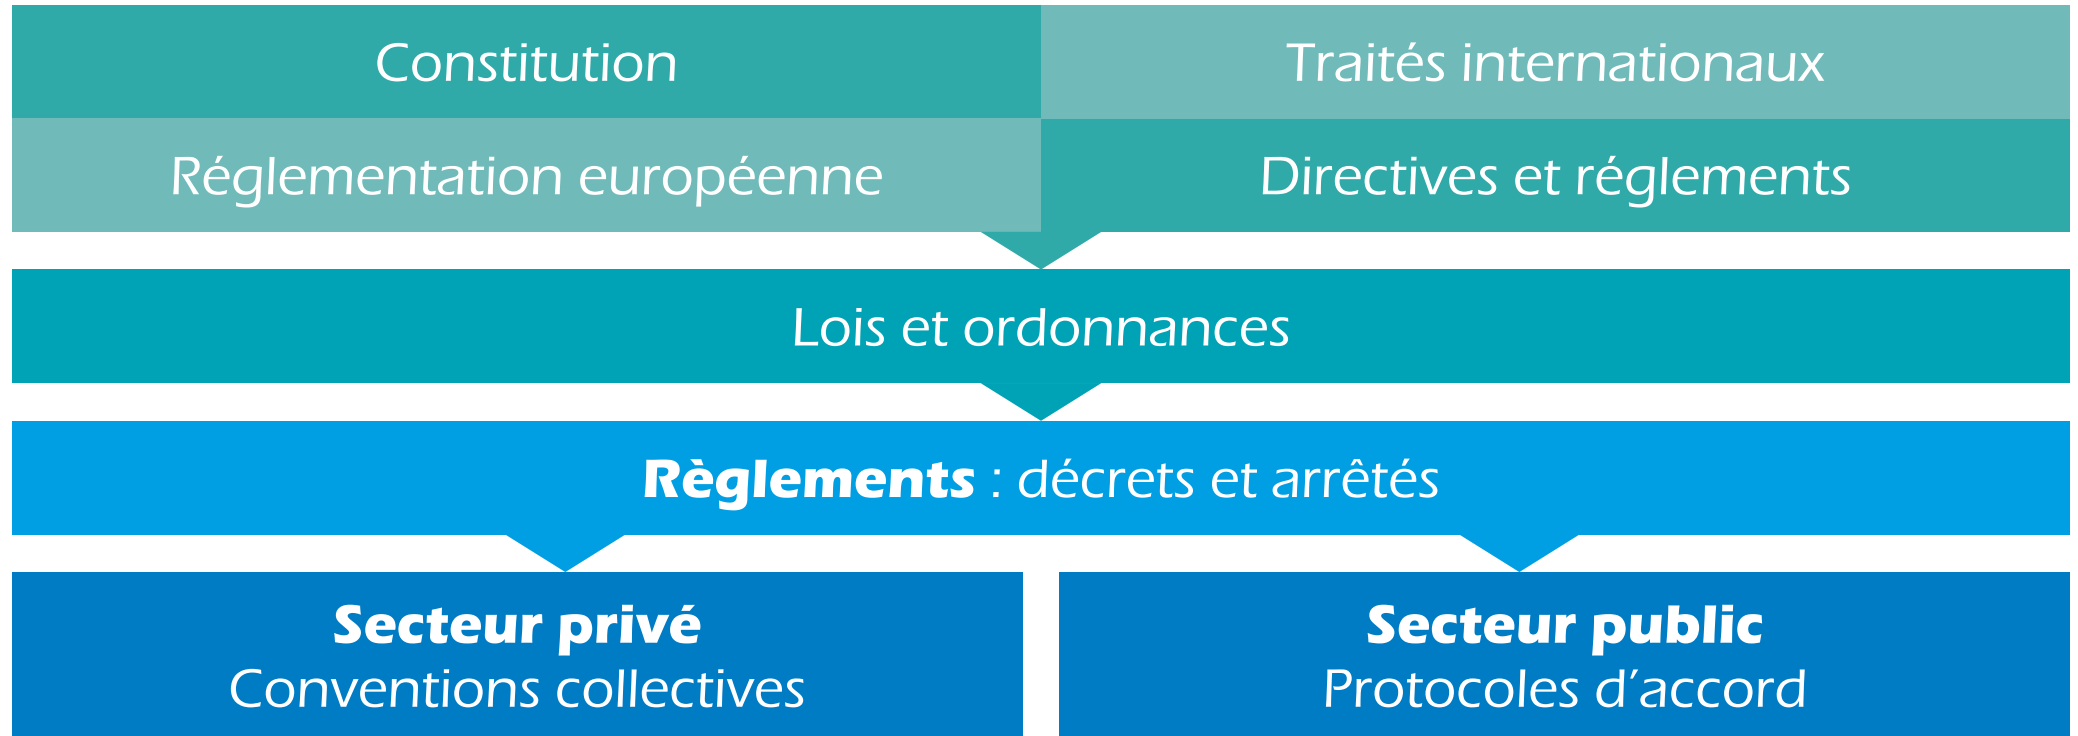 Constitution
Traités internationaux
Réglementation européenne
Directives et réglements
Lois et ordonnances
Règlements : décrets et arrêtés
Secteur privé
Conventions collectives
Secteur public
Protocoles d’accord